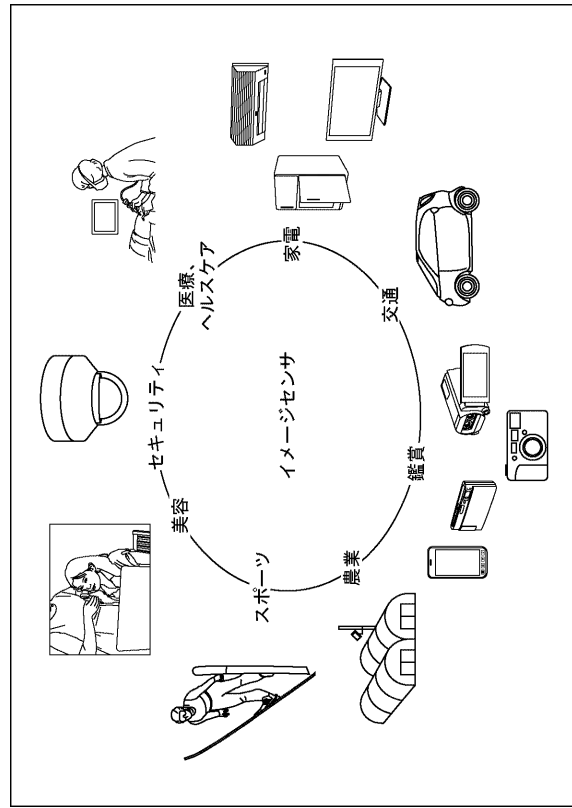 イメージセンサ
セキュリティ
医療、
ヘルスケア
家電
交通
鑑賞
農業
スポーツ
美容